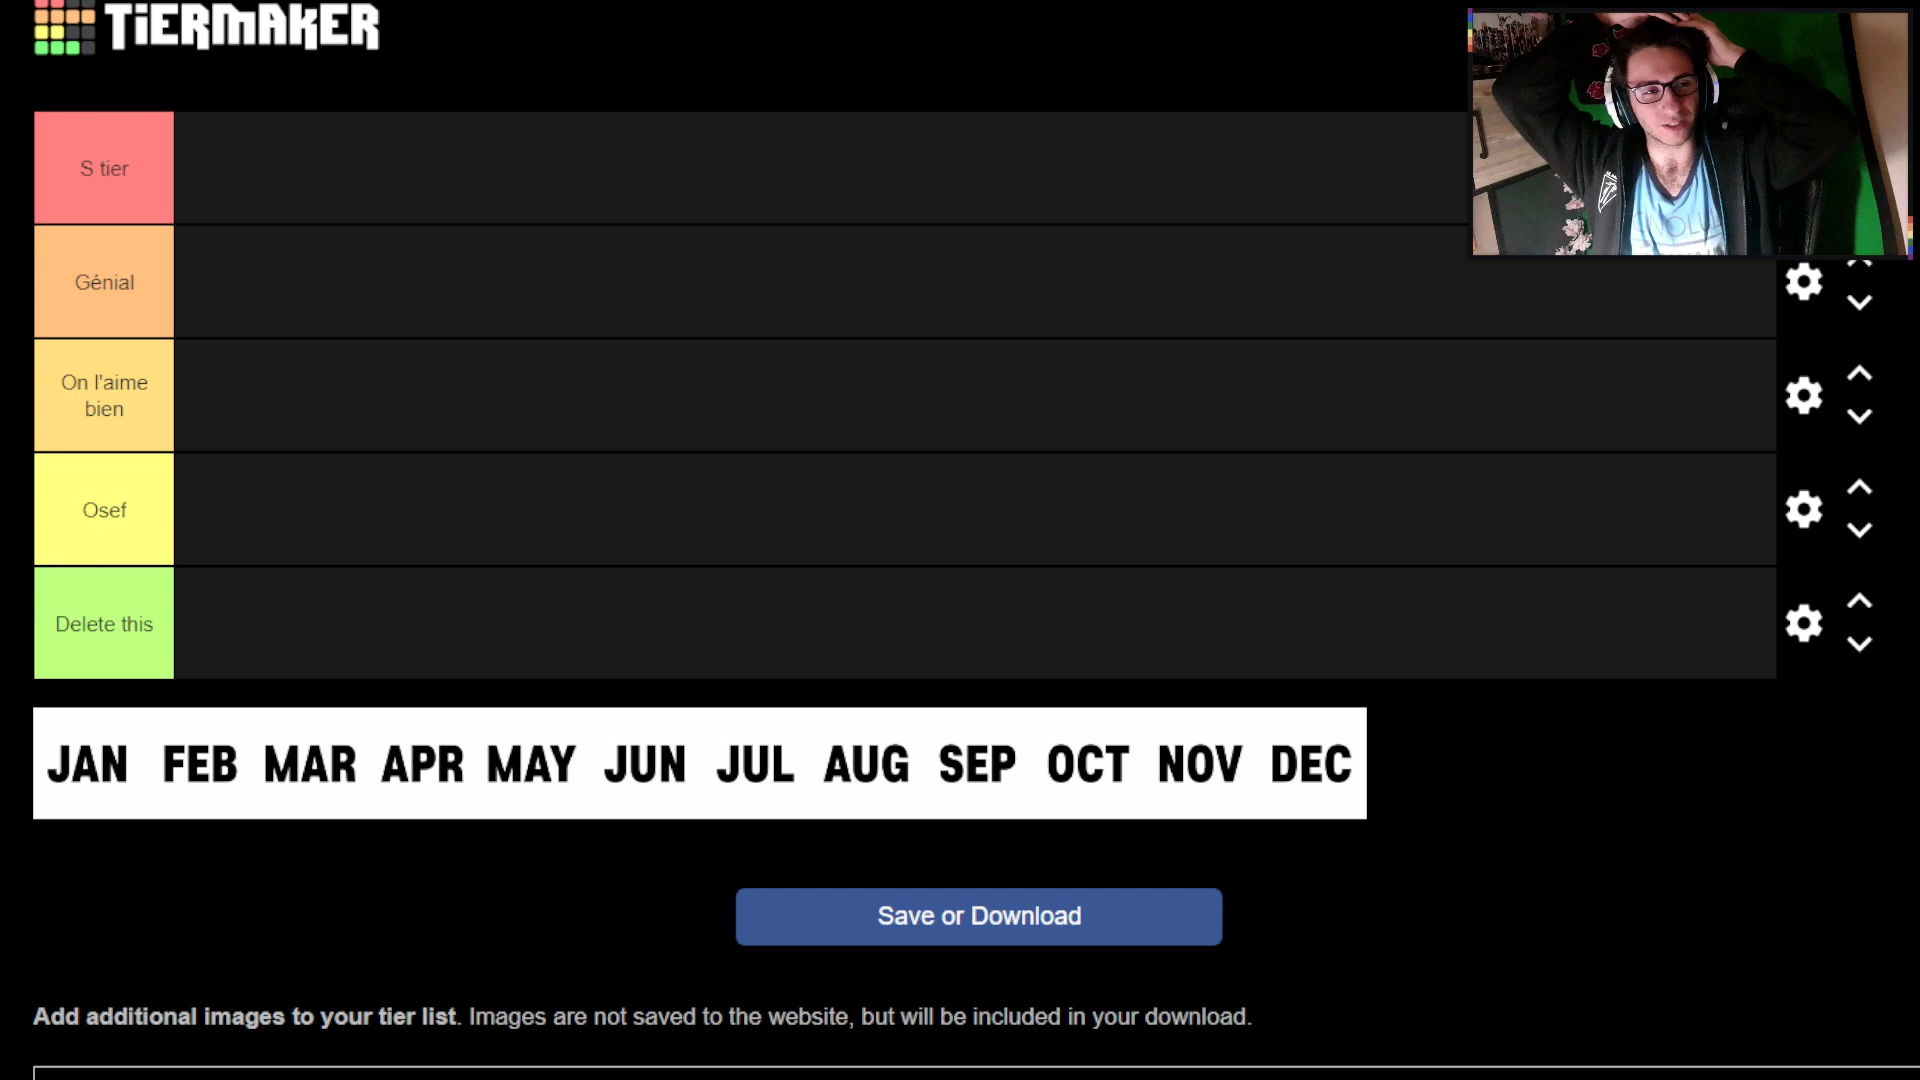 TiERMAKER
S tier
Génial
On l'aime
bien
Osef
Delete this
JAN FEB MAR APR MAY JUN JUL AUG SEP OCT NOV DEC
Save or Download
Add additional images to your tier list. Images are not saved to the website, but will be included in your download.